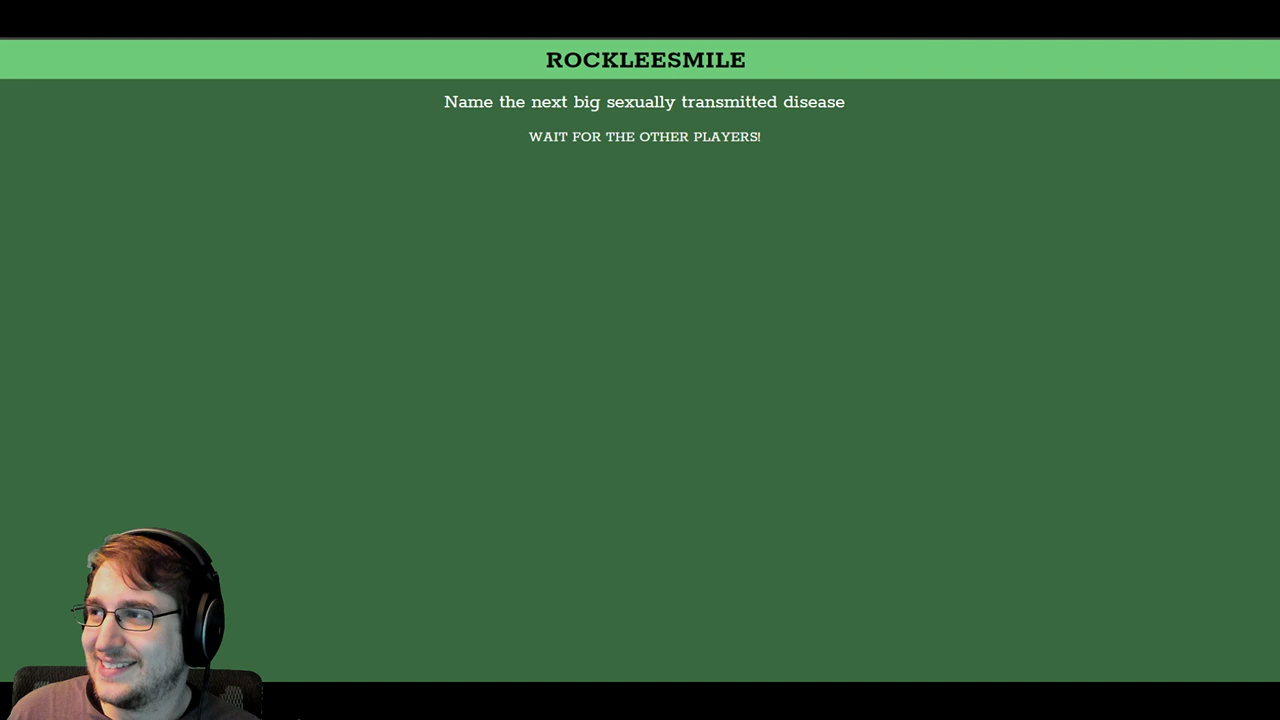 ROCKLEESMILE
Name the next big sexually transmitted disease
WAIT FOR THE OTHER PLAYERS!